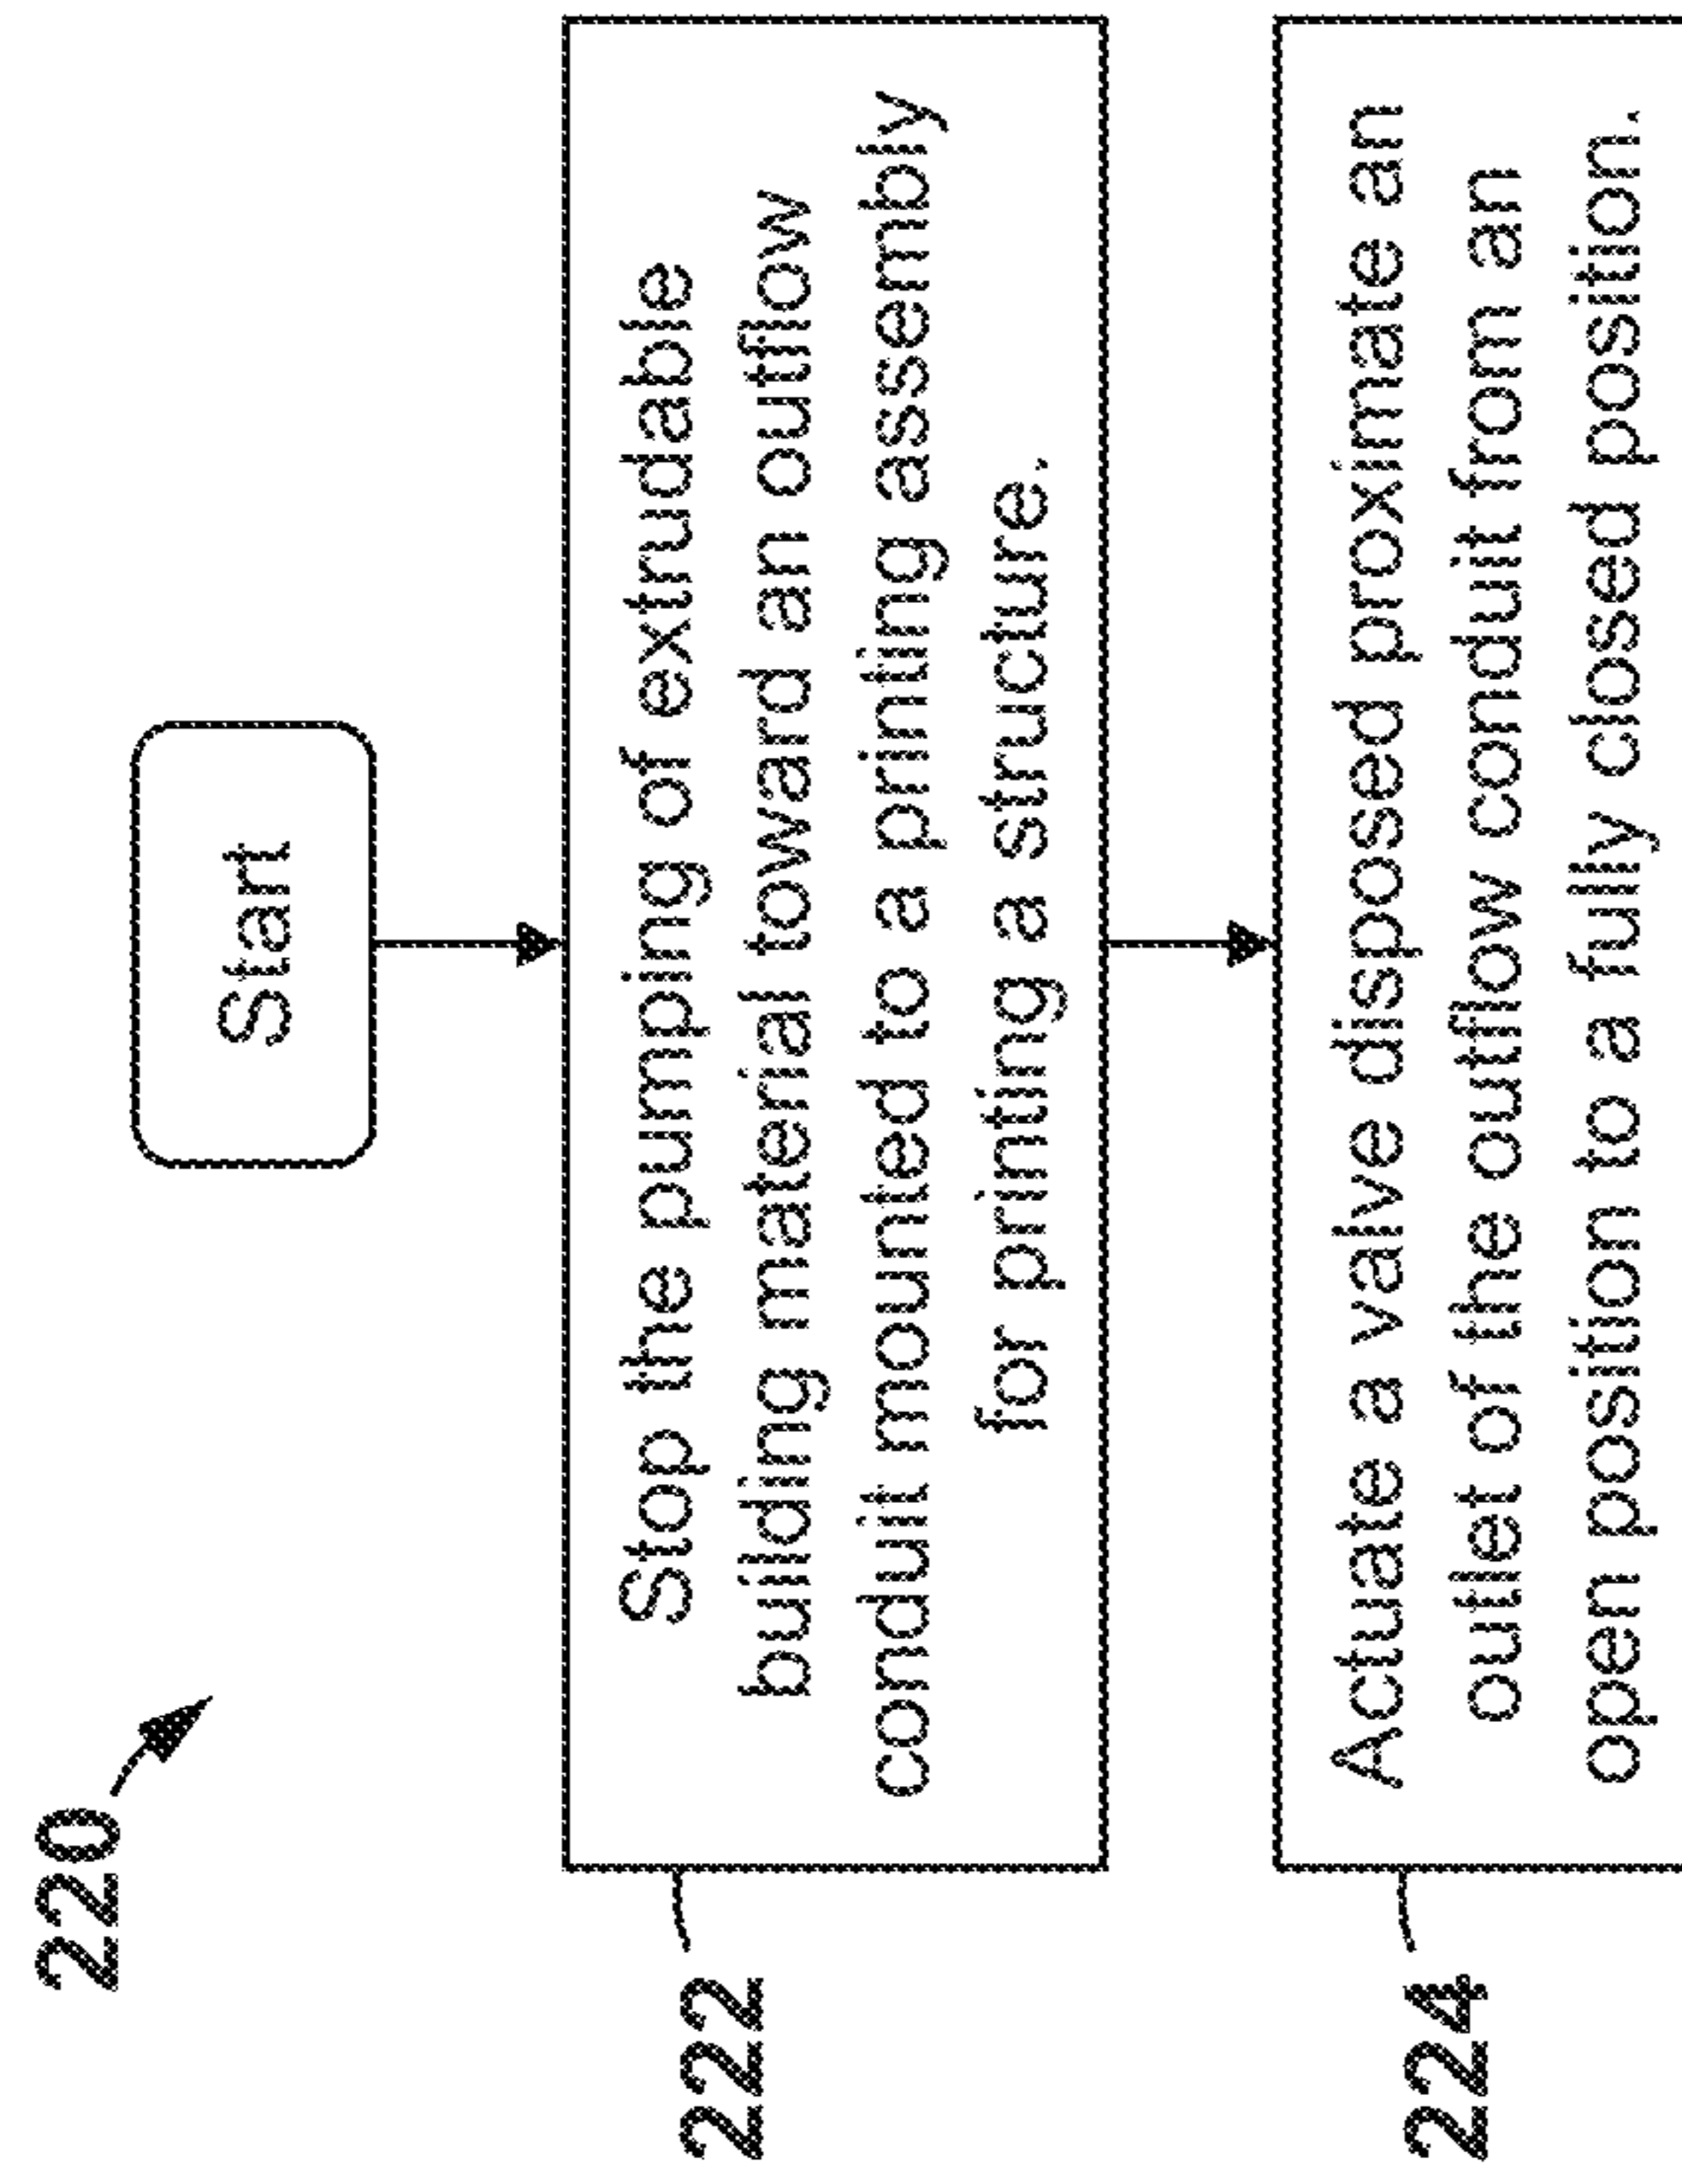 220
Start
222
Stop the pumping of extrudable
building material toward an outflow
conduit mounted to a printing assembly
for printing a structure.
224
Actuate a valve disposed proximate an
outlet of the outflow conduit from an
open position to a fully closed position.